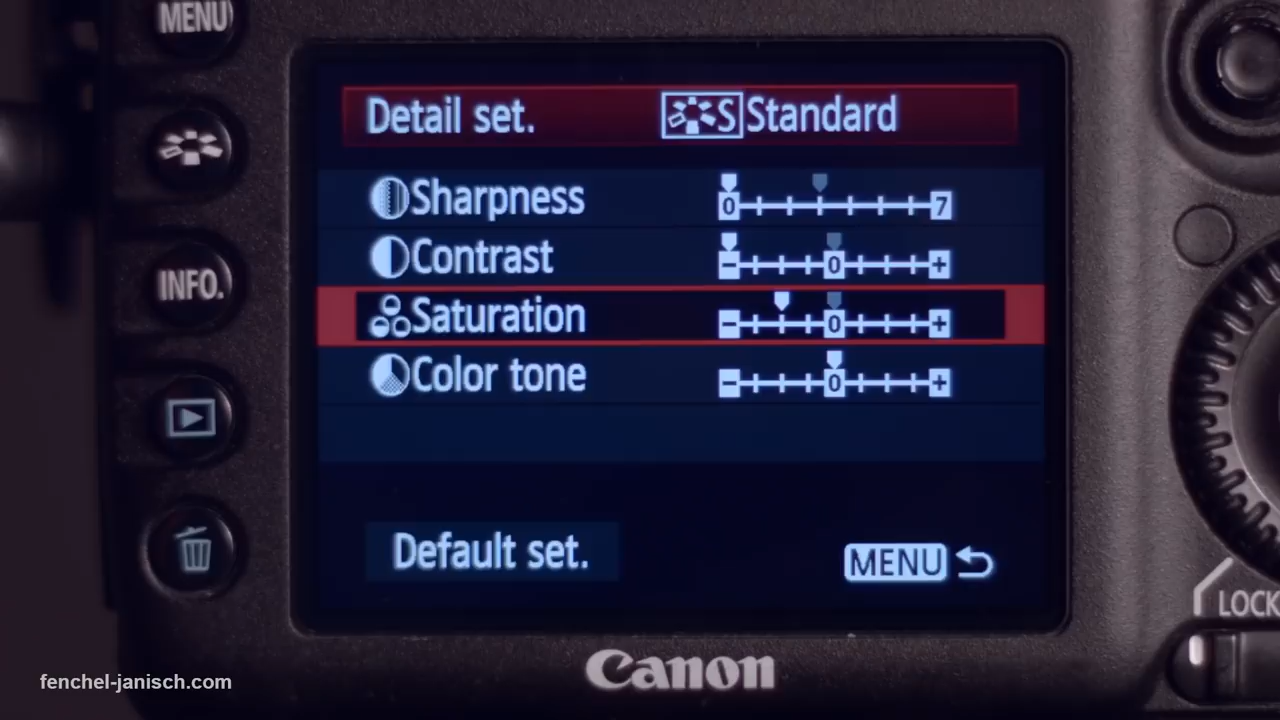 MENU
Detail set. S Standard
Sharpness 0 7
Contrast − 0 +
INFO.
Saturation − 0 +
Color tone − 0 +
Default set. MENU
LOCK
Canon
fenchel-janisch.com